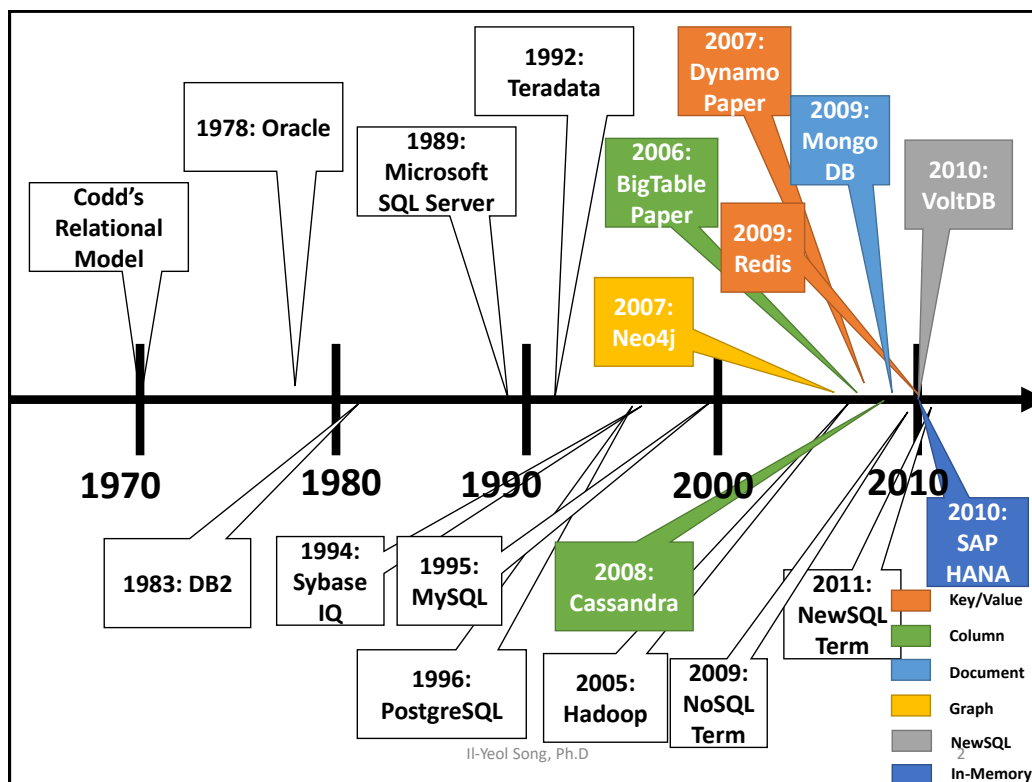 Codd's
Relational
Model
1978: Oracle
1989:
Microsoft
SQL Server
1992:
Teradata
2007:
Dynamo
Paper
2006:
BigTable
Paper
2009:
Mongo
DB
2010:
VoltDB
2009:
Redis
2007:
Neo4j
1970
1980
1990
2000
2010
1983: DB2
1994:
Sybase
IQ
1995:
MySQL
1996:
PostgreSQL
2008:
Cassandra
2005:
Hadoop
2009:
NoSQL
Term
2011:
NewSQL
Term
2010:
SAP
HANA
Key/Value
Column
Document
Graph
NewSQL
In-Memory
Il-Yeol Song, Ph.D
2